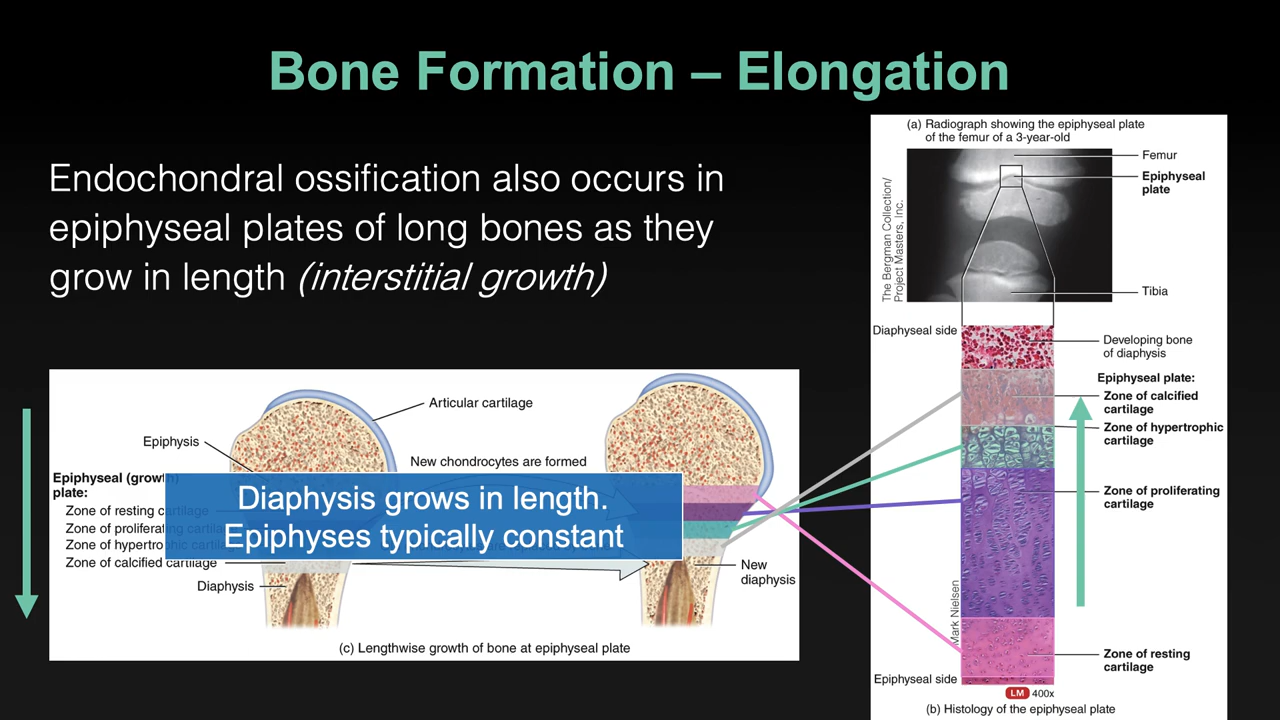 Bone Formation – Elongation
Endochondral ossification also occurs in
epiphyseal plates of long bones as they
grow in length (interstitial growth)
Articular cartilage
Epiphysis
New chondrocytes are formed
Epiphyseal (growth)
plate:
Zone of resting cartilage
Zone of proliferating cartilage
Zone of hypertrophic cartilage
Zone of calcified cartilage
Diaphysis
Diaphysis grows in length.
Epiphyses typically constant
New
diaphysis
(c) Lengthwise growth of bone at epiphyseal plate
(a) Radiograph showing the epiphyseal plate
of the femur of a 3-year-old
The Bergman Collection/
Project Masters, Inc.
Femur
Epiphyseal
plate
Tibia
Diaphyseal side
Developing bone
of diaphysis
Epiphyseal plate:
Zone of calcified
cartilage
Zone of hypertrophic
cartilage
Zone of proliferating
cartilage
Mark Nielsen
Zone of resting
cartilage
Epiphyseal side
LM 400x
(b) Histology of the epiphyseal plate